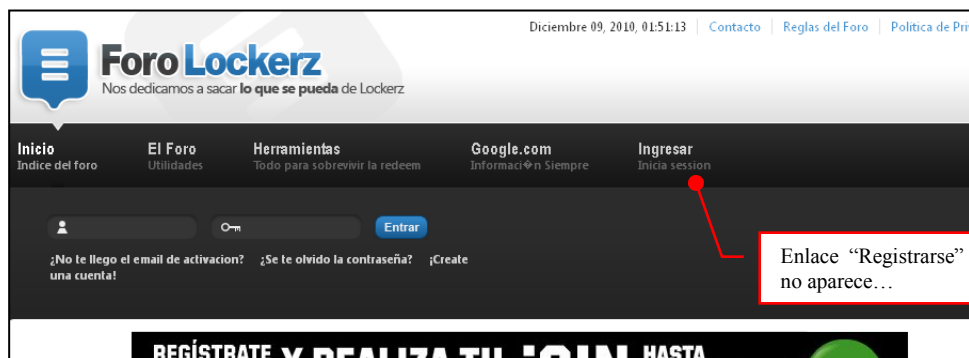 Diciembre 09, 2010, 01:51:13 Contacto Reglas del Foro Politica de Pri
Foro Lockerz
Nos dedicamos a sacar lo que se pueda de Lockerz
Inicio El Foro Herramientas Google.com Ingresar
Indice del foro Utilidades Todo para sobrevivir la redeem Informaci�n Siempre Inicia session
Entrar
¿No te llego el email de activacion? ¿Se te olvido la contraseña? ¡Create
una cuenta!
Enlace “Registrarse”
no aparece…
REGÍSTRATE Y REALIZA TU HASTA